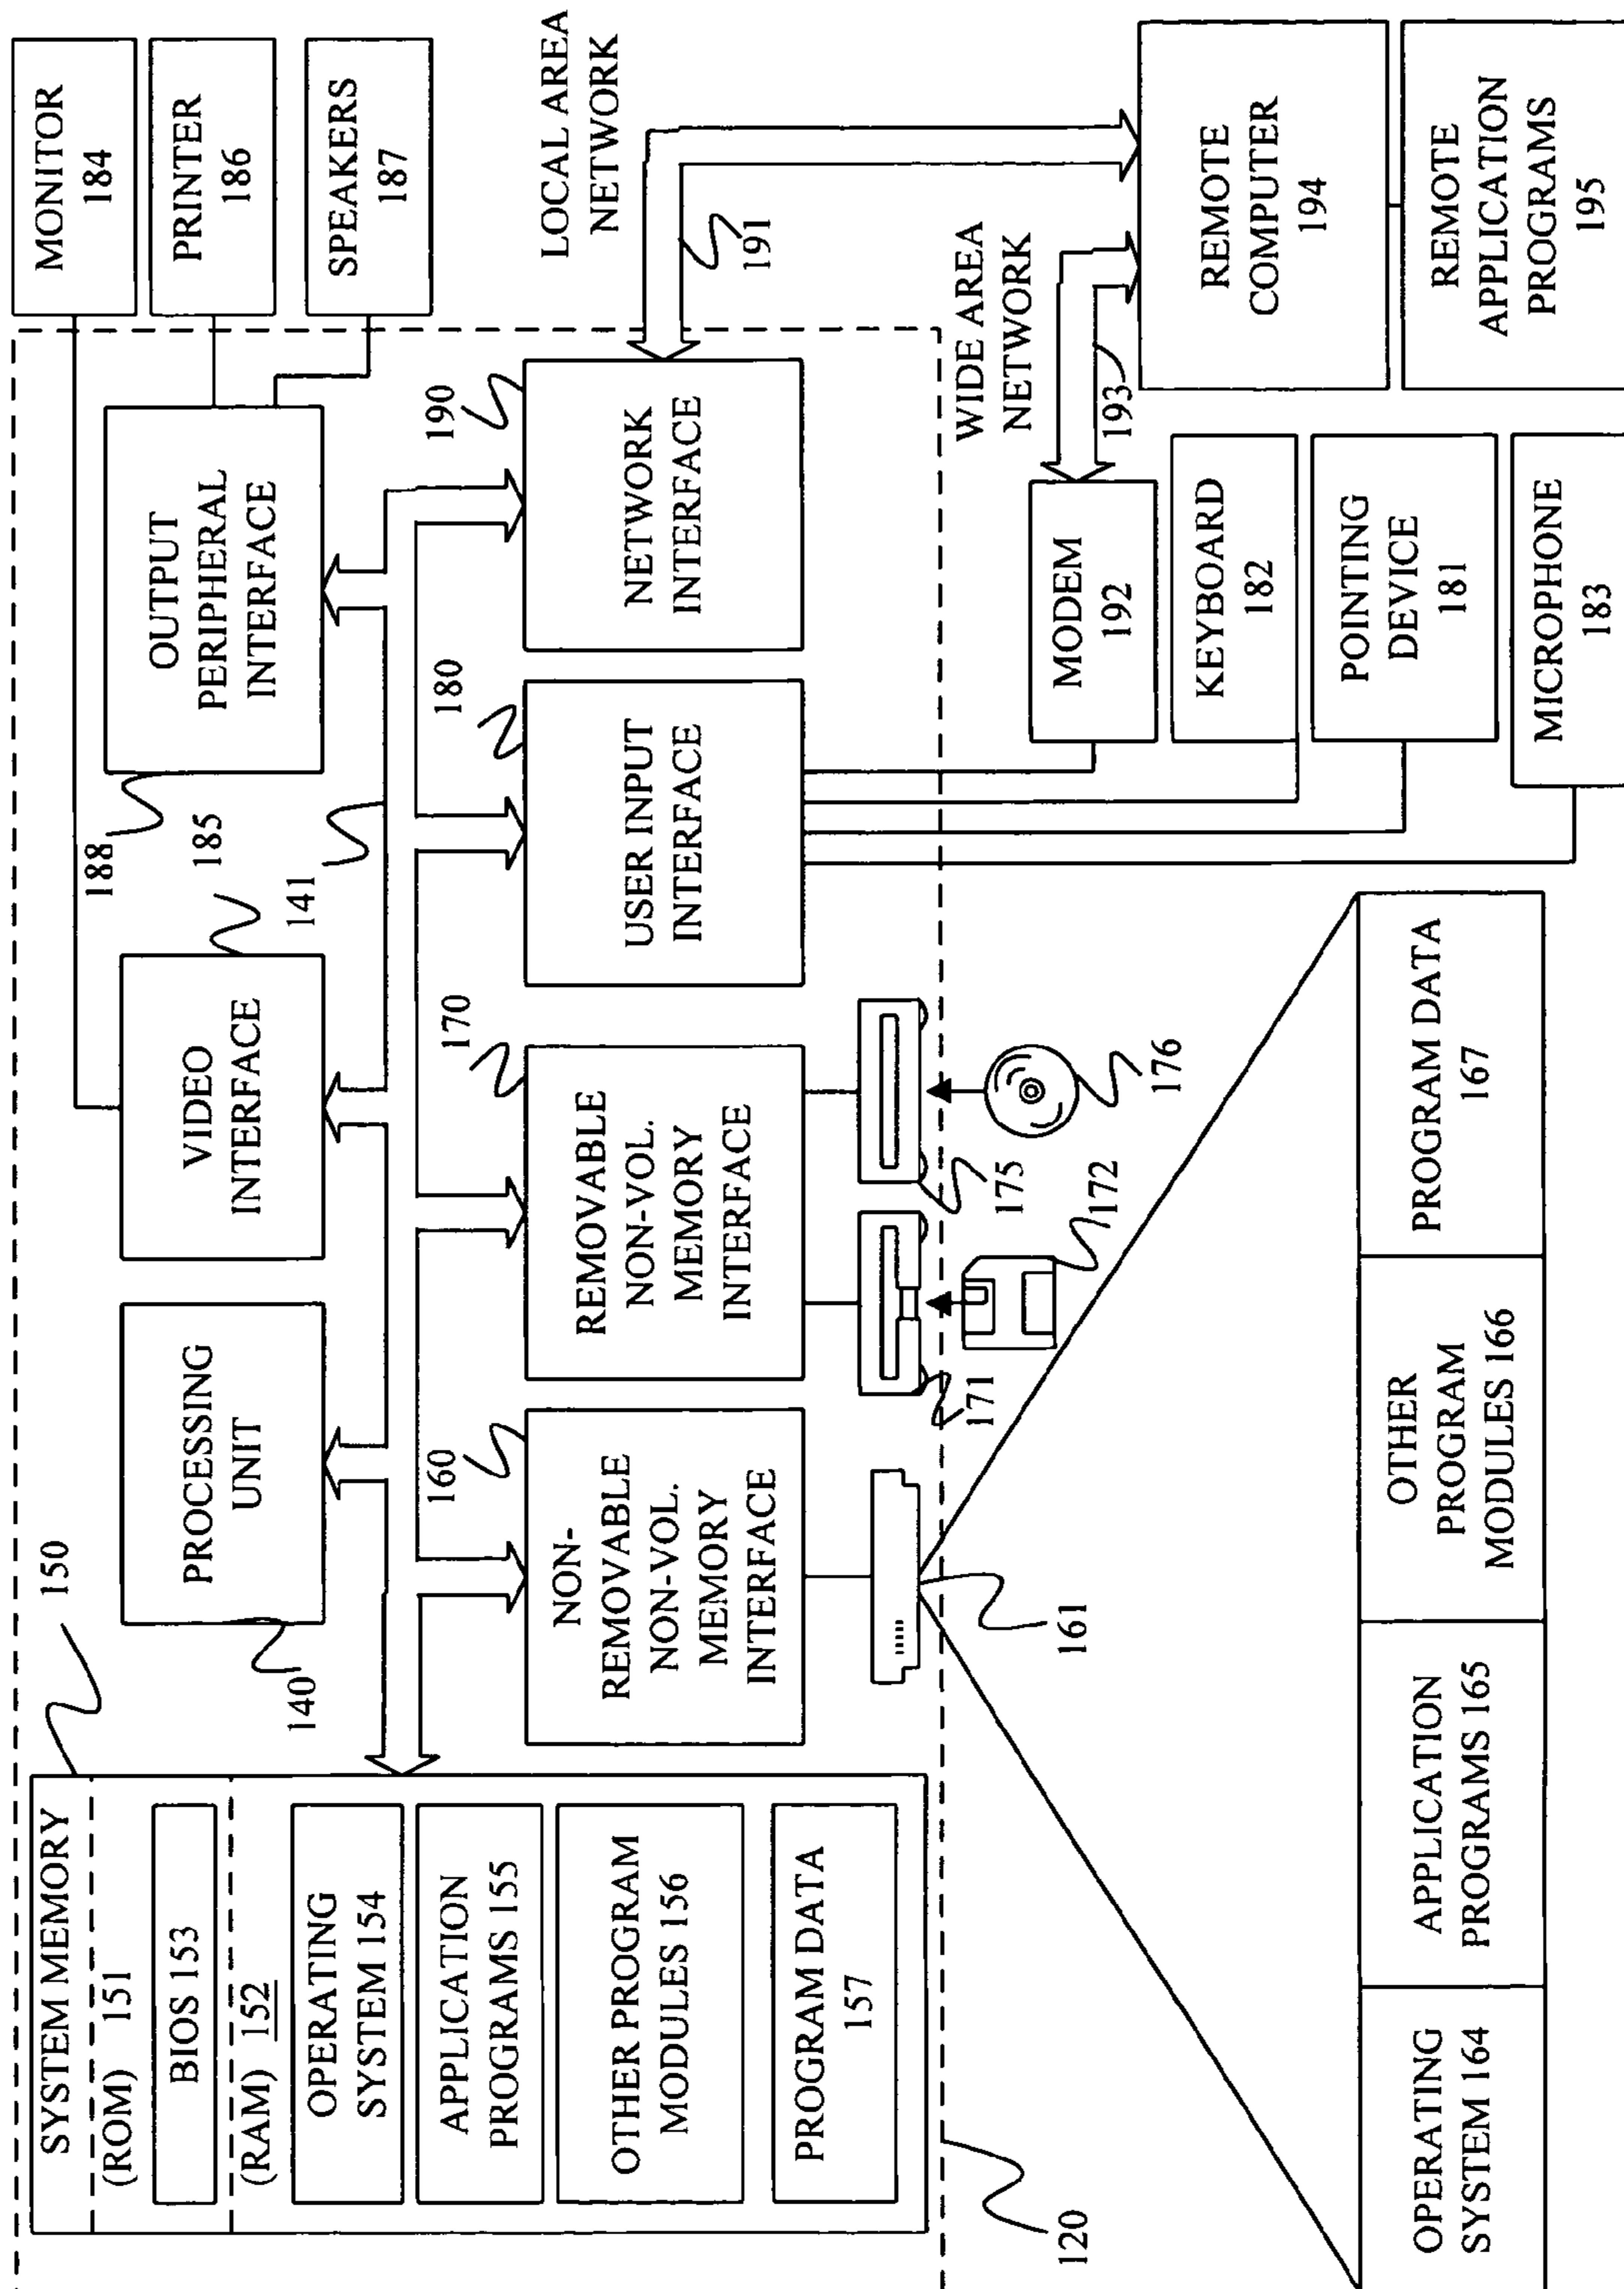 SYSTEM MEMORY
(ROM) 151
BIOS 153
(RAM) 152
OPERATING
SYSTEM 154
APPLICATION
PROGRAMS 155
OTHER PROGRAM
MODULES 156
PROGRAM DATA
157
120
150
140
PROCESSING
UNIT
VIDEO
INTERFACE
185
141
188
OUTPUT
PERIPHERAL
INTERFACE
MONITOR
184
PRINTER
186
SPEAKERS
187
160
NON-
REMOVABLE
NON-VOL.
MEMORY
INTERFACE
170
REMOVABLE
NON-VOL.
MEMORY
INTERFACE
180
USER INPUT
INTERFACE
190
NETWORK
INTERFACE
LOCAL AREA
NETWORK
191
161
171
172
175
176
WIDE AREA
NETWORK
193
MODEM
192
KEYBOARD
182
POINTING
DEVICE
181
MICROPHONE
183
REMOTE
COMPUTER
194
REMOTE
APPLICATION
PROGRAMS
195
OPERATING
SYSTEM 164
APPLICATION
PROGRAMS 165
OTHER
PROGRAM
MODULES 166
PROGRAM DATA
167